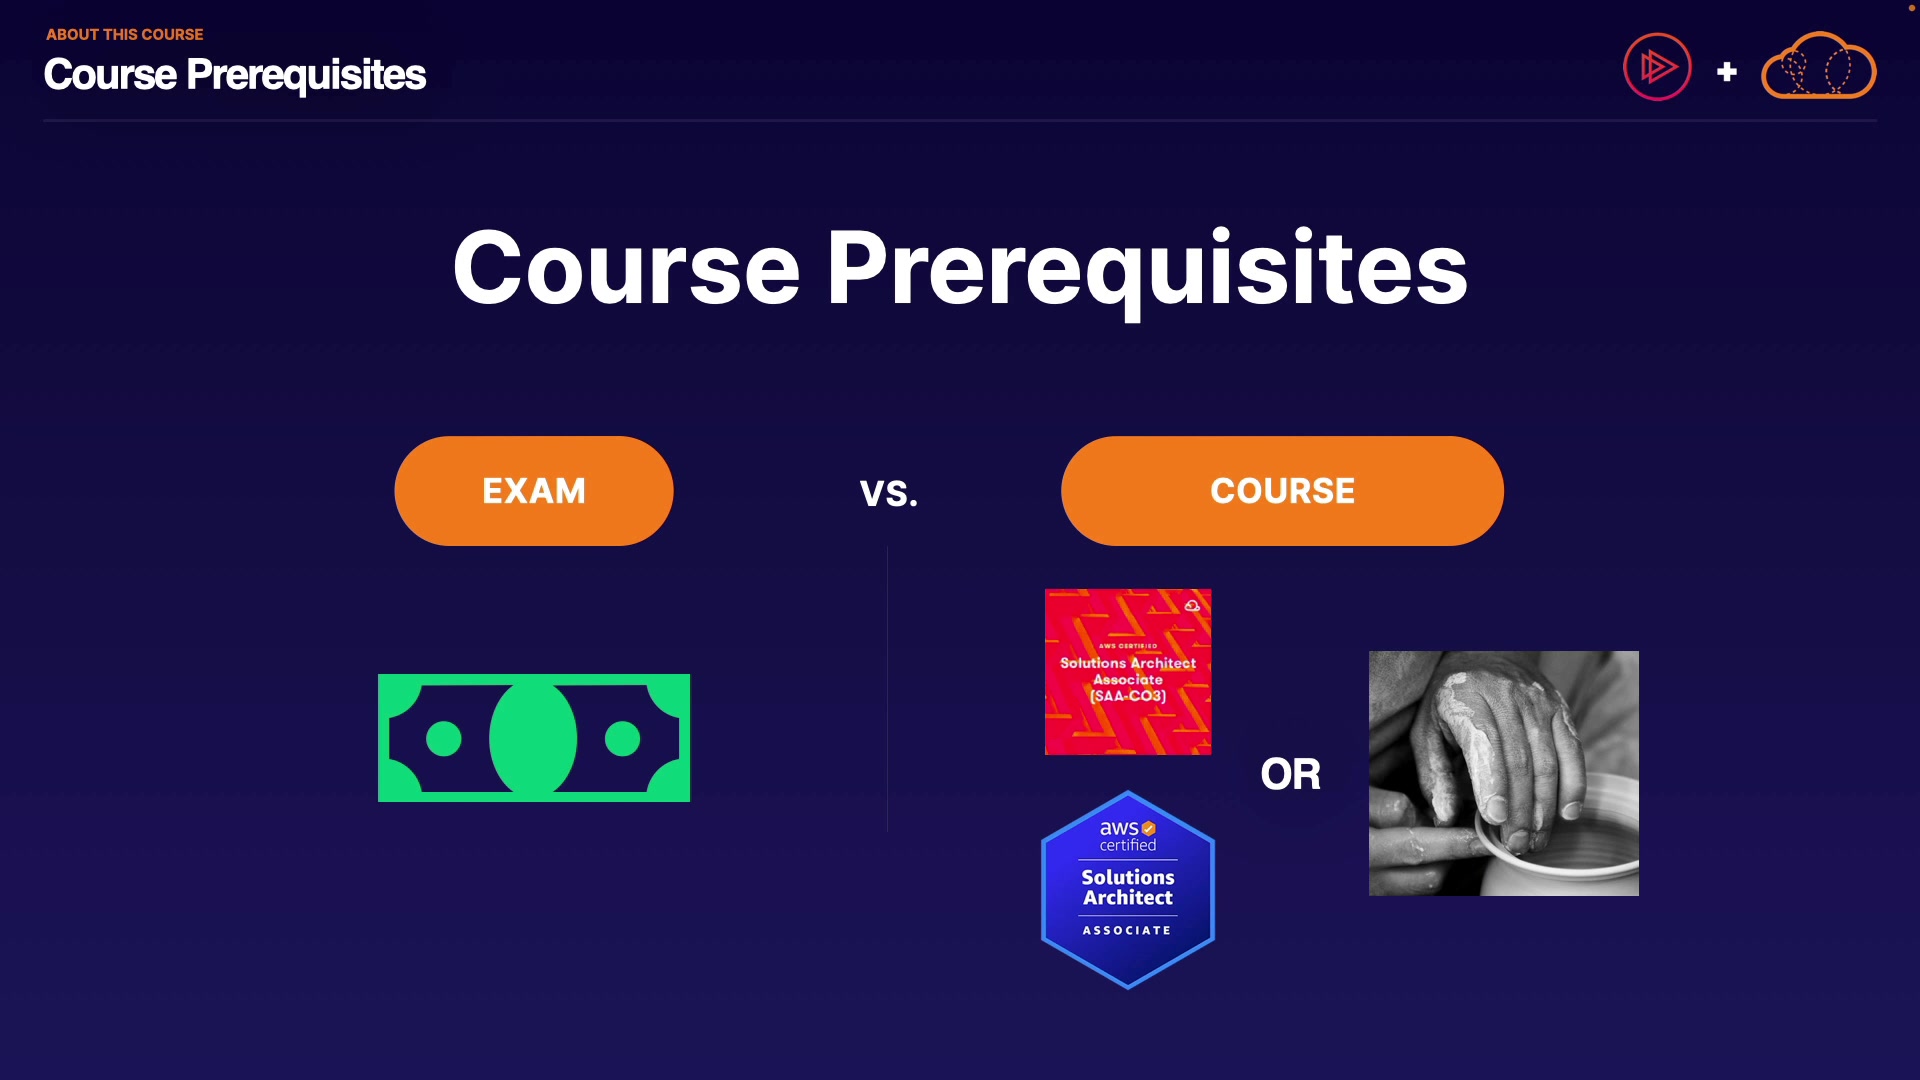 ABOUT THIS COURSE
Course Prerequisites
+
Course Prerequisites
EXAM
VS.
COURSE
AWS CERTIFIED
Solutions Architect
Associate
(SAA-C03)
OR
aws
certified
Solutions
Architect
ASSOCIATE